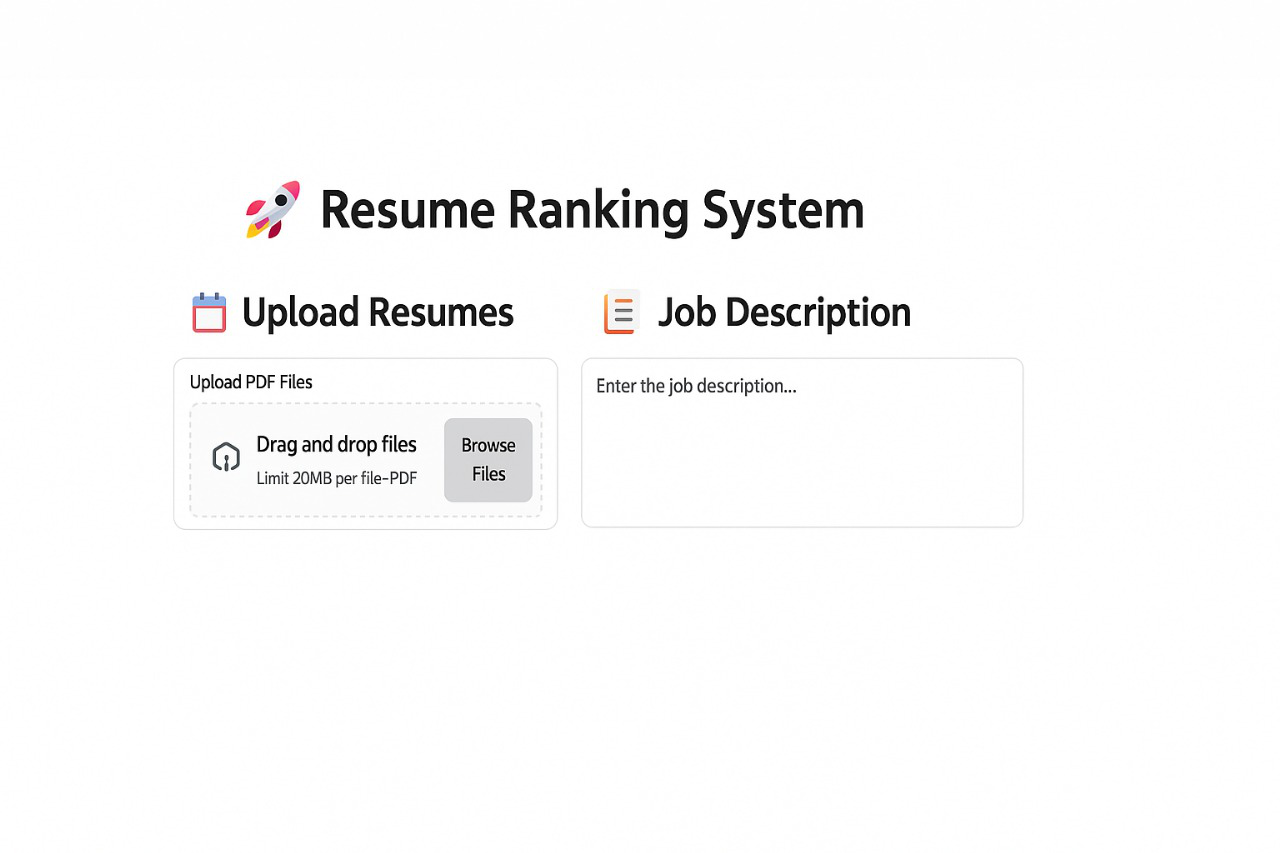 Resume Ranking System
Upload Resumes
Job Description
Upload PDF Files
Drag and drop files
Limit 20MB per file-PDF
Browse
Files
Enter the job description...